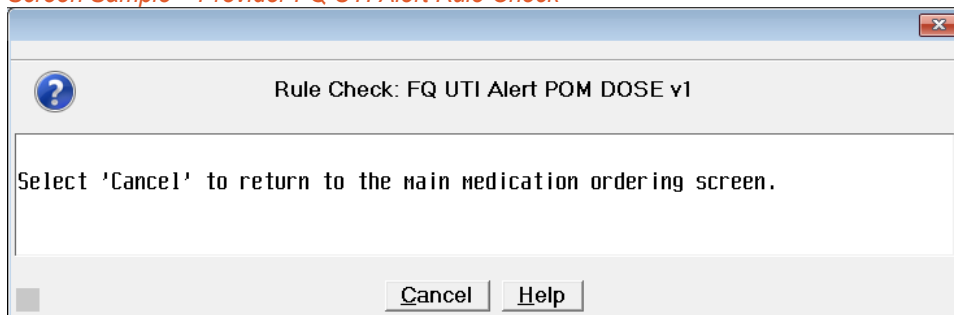 Screen Sample – Provider FQ UTI Alert Rule Check
Rule Check: FQ UTI Alert POM DOSE v1
Select 'Cancel' to return to the main medication ordering screen.
Cancel Help